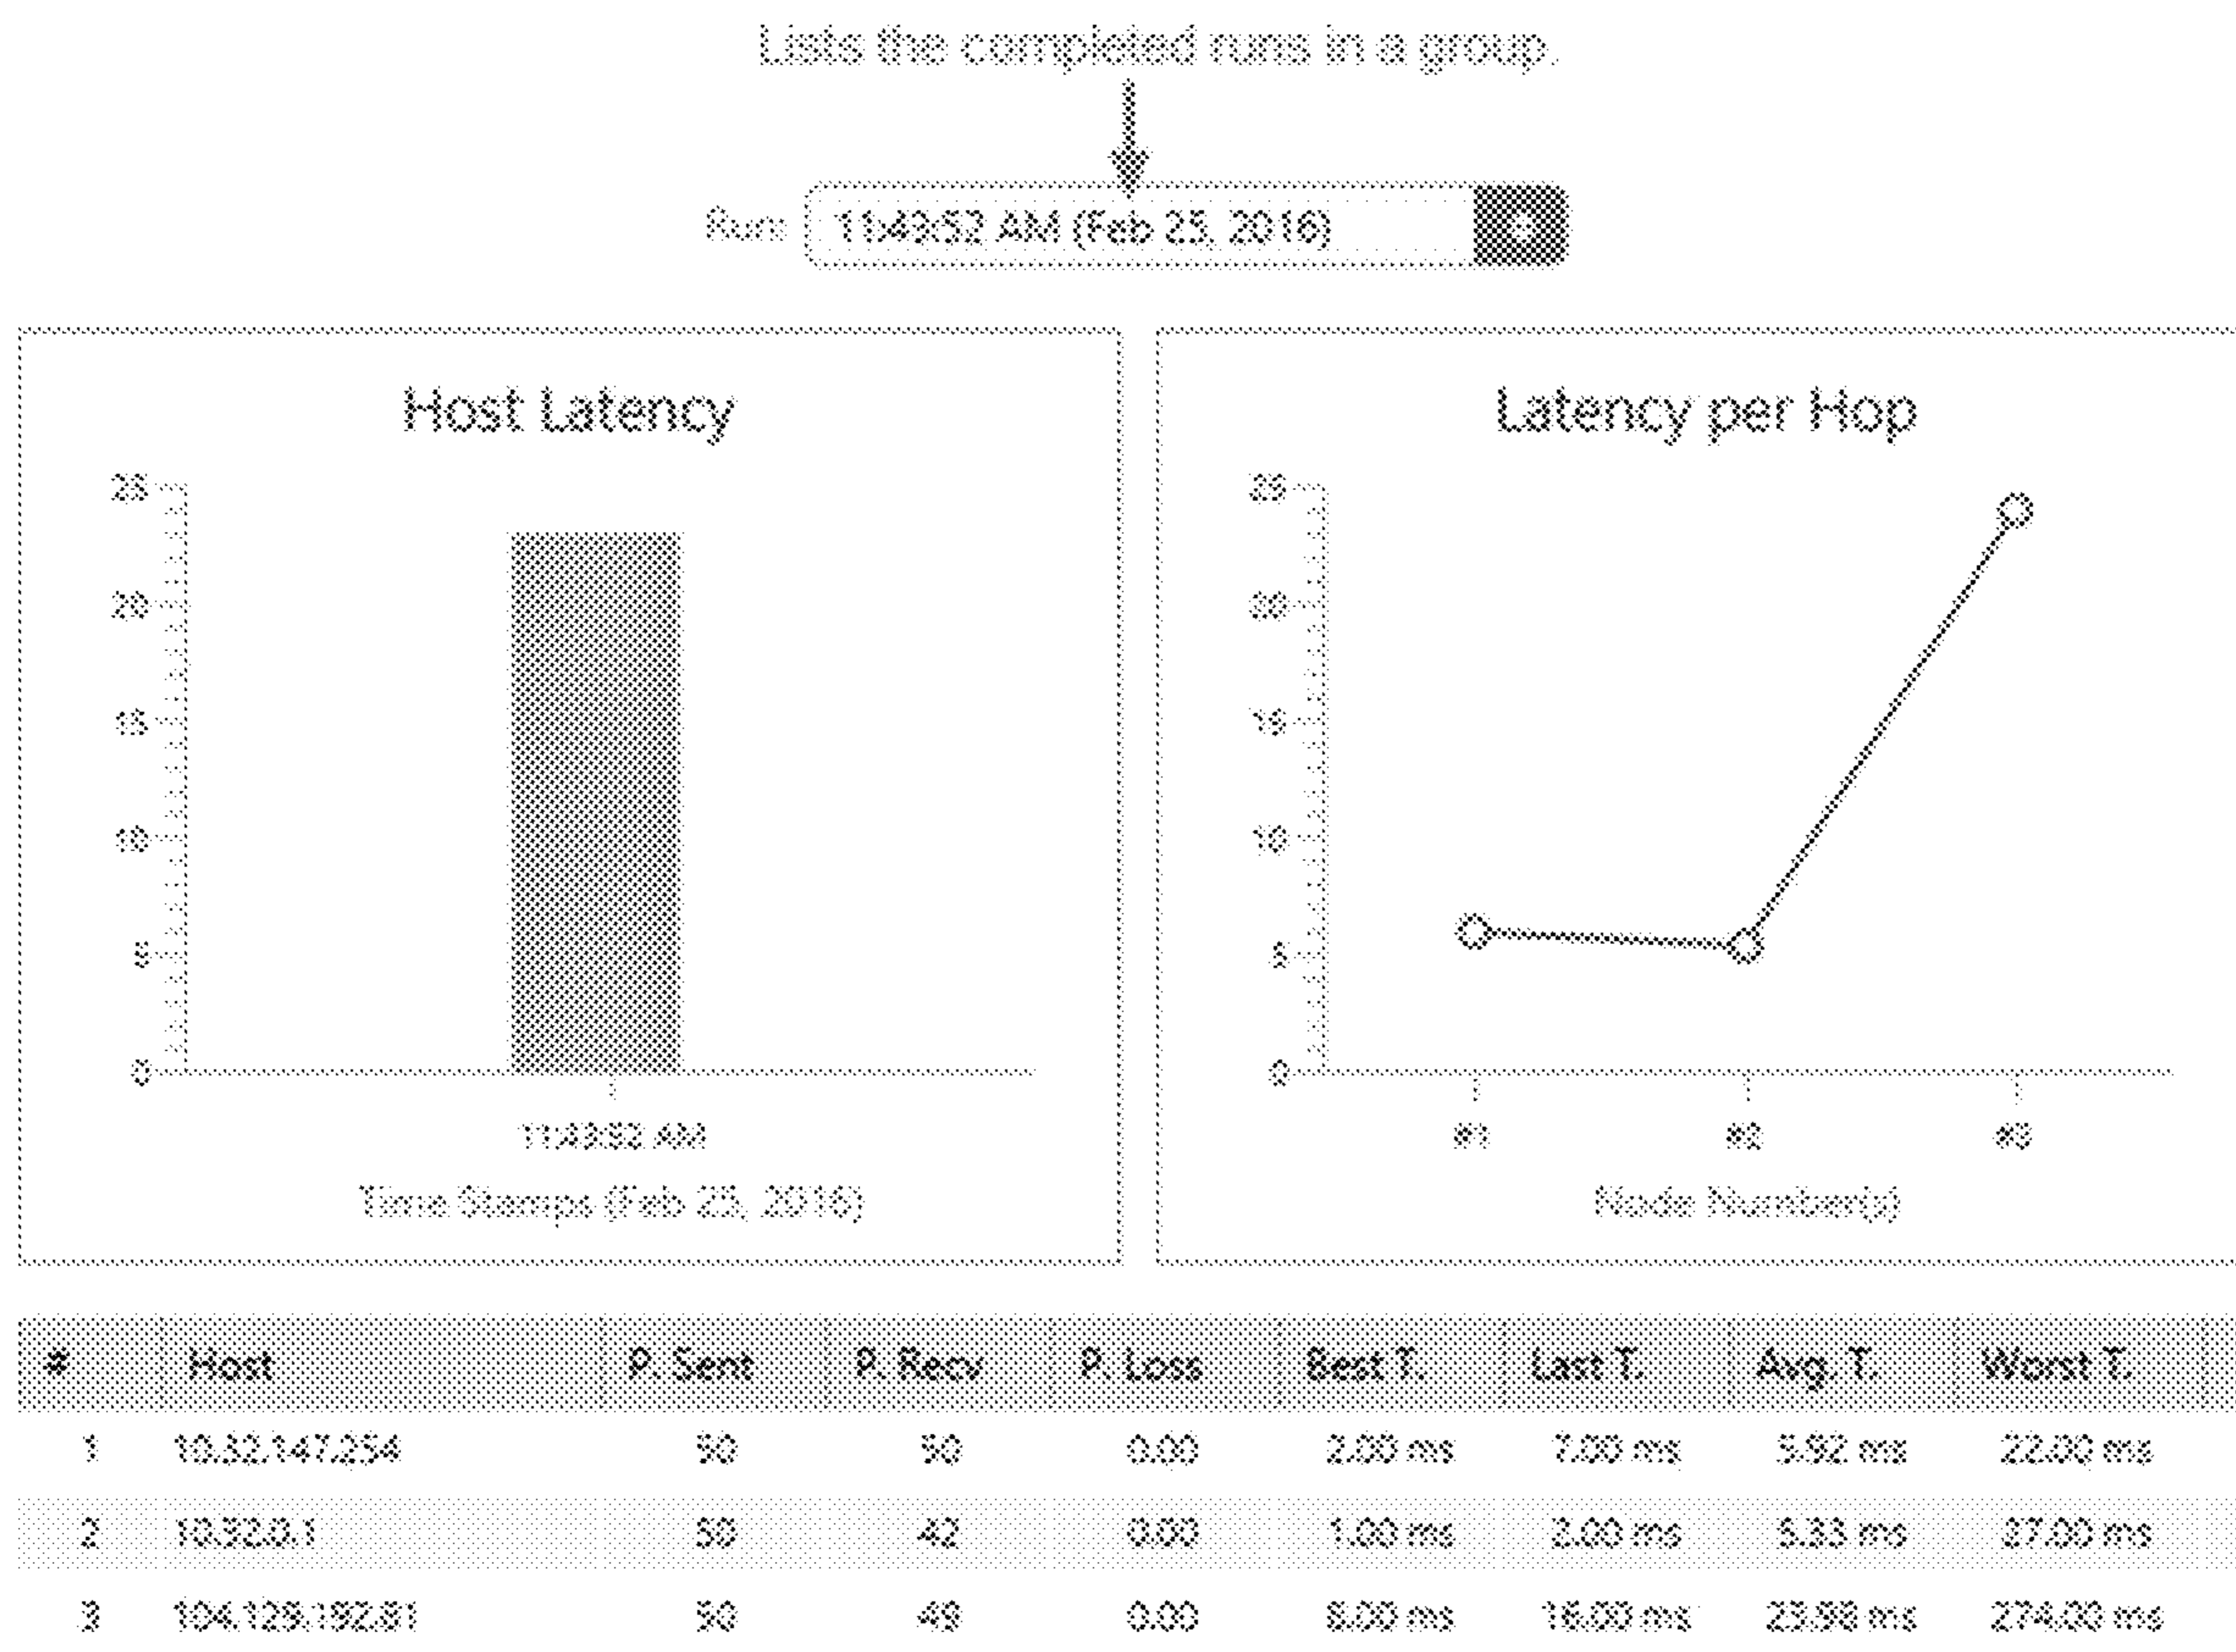 Lists the completed runs in a group.
Run: 11:43:52 AM (Feb 25, 2016)
Host Latency
25
20
15
10
5
0
11:43:52 AM
Time Stamps (Feb 25, 2016)
Latency per Hop
25
20
15
10
5
0
#1 #2 #3
Node Number(s)
# Host P. Sent P. Recv P. Loss Best T. Last T. Avg. T. Worst T.
1 10.32.147.254 50 50 0.00 2.00 ms 7.00 ms 5.92 ms 22.00 ms
2 10.32.0.1 50 42 0.00 1.00 ms 2.00 ms 5.33 ms
3 50 49 0.00 8.00 ms 16.00 ms 23.98 ms 274.00 ms